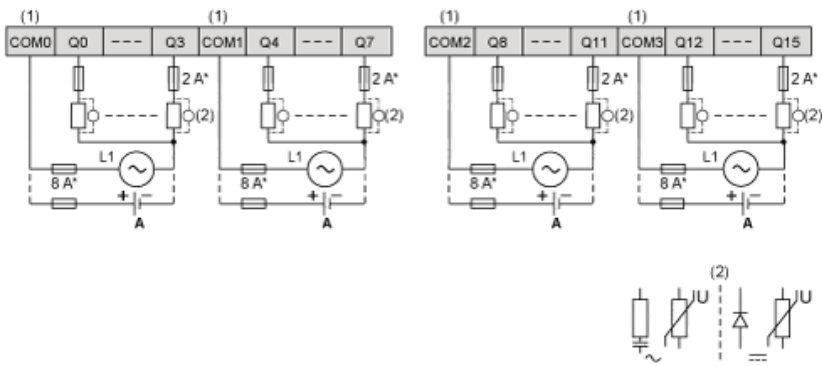 (1) (1) (1) (1)
COM0 Q0 --- Q3 COM1 Q4 --- Q7 COM2 Q8 --- Q11 COM3 Q12 --- Q15
2 A* 2 A* 2 A* 2 A*
(2) (2) (2) (2)
L1 L1 L1 L1
8 A* 8 A* 8 A* 8 A*
+ − + − + − + −
A A A A
(2)
U U